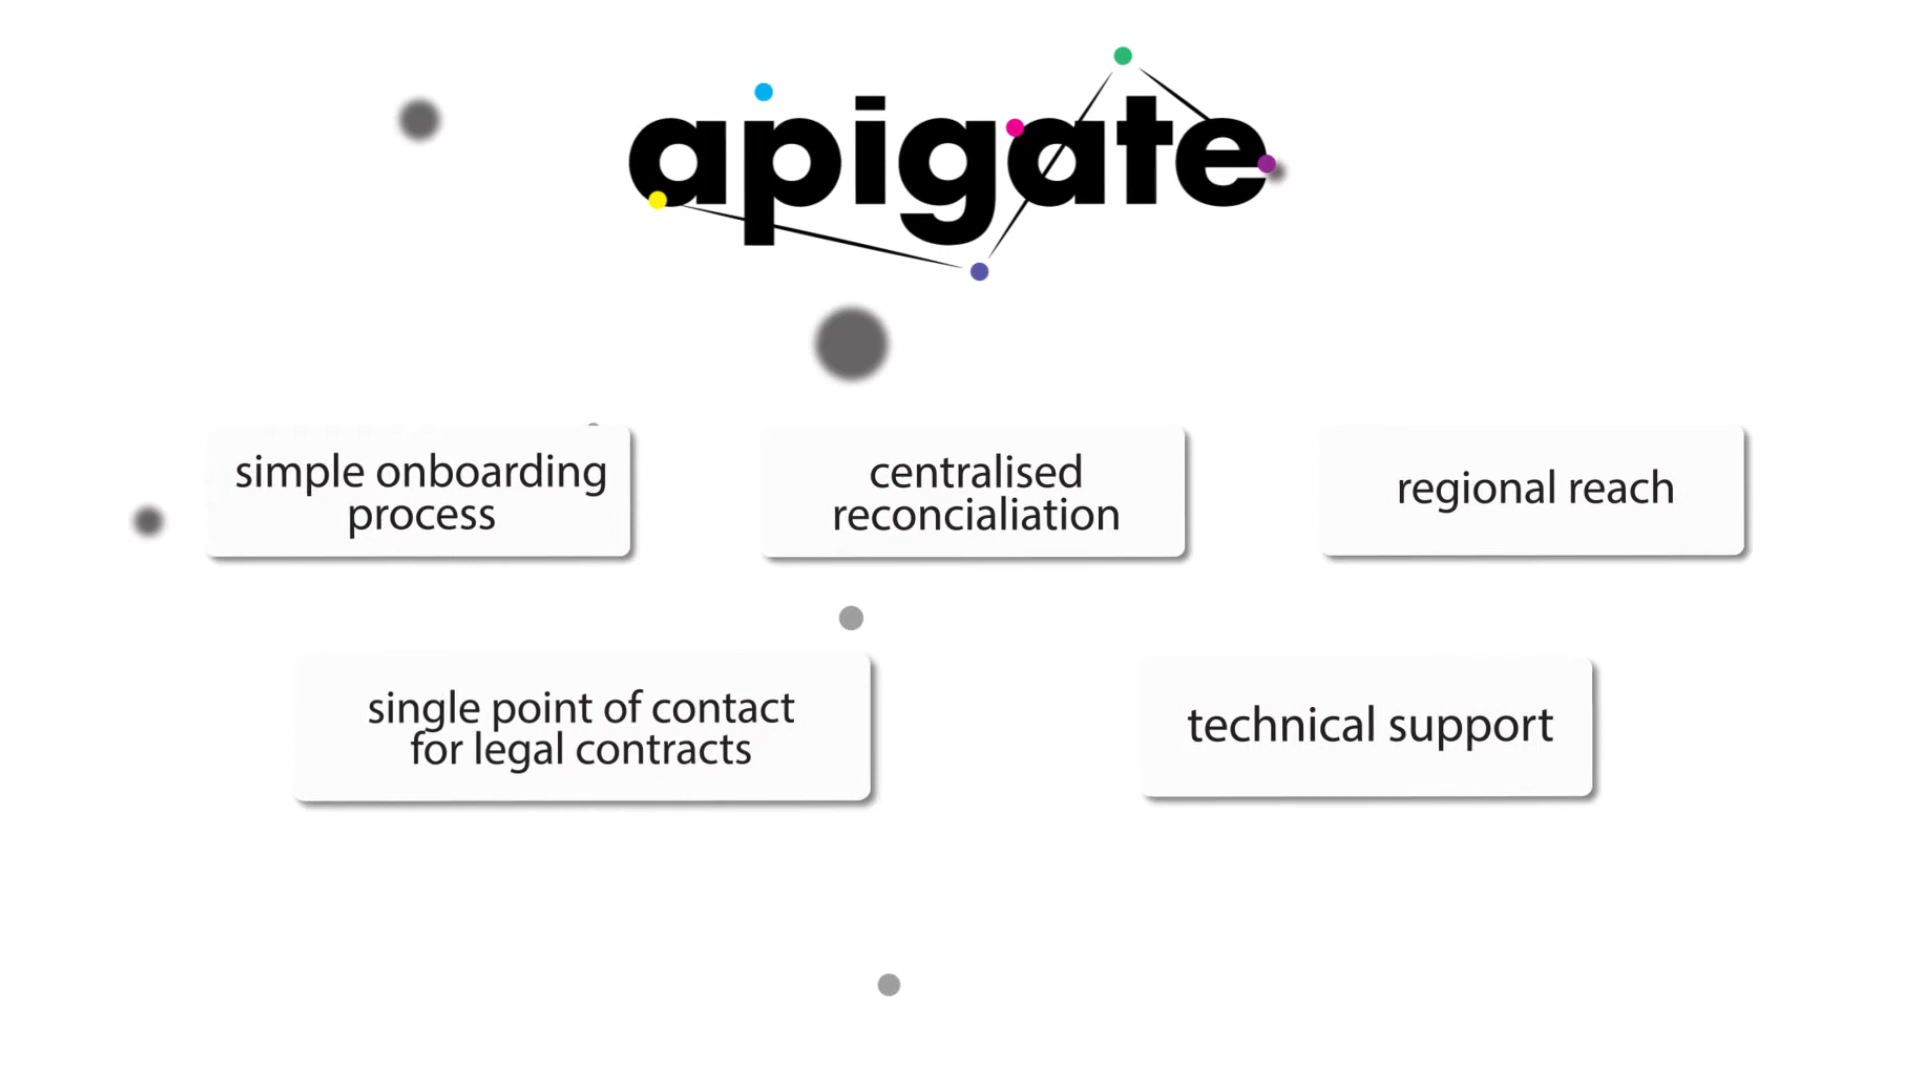 apigate
simple onboarding
process
centralised
reconcialiation
regional reach
single point of contact
for legal contracts
technical support